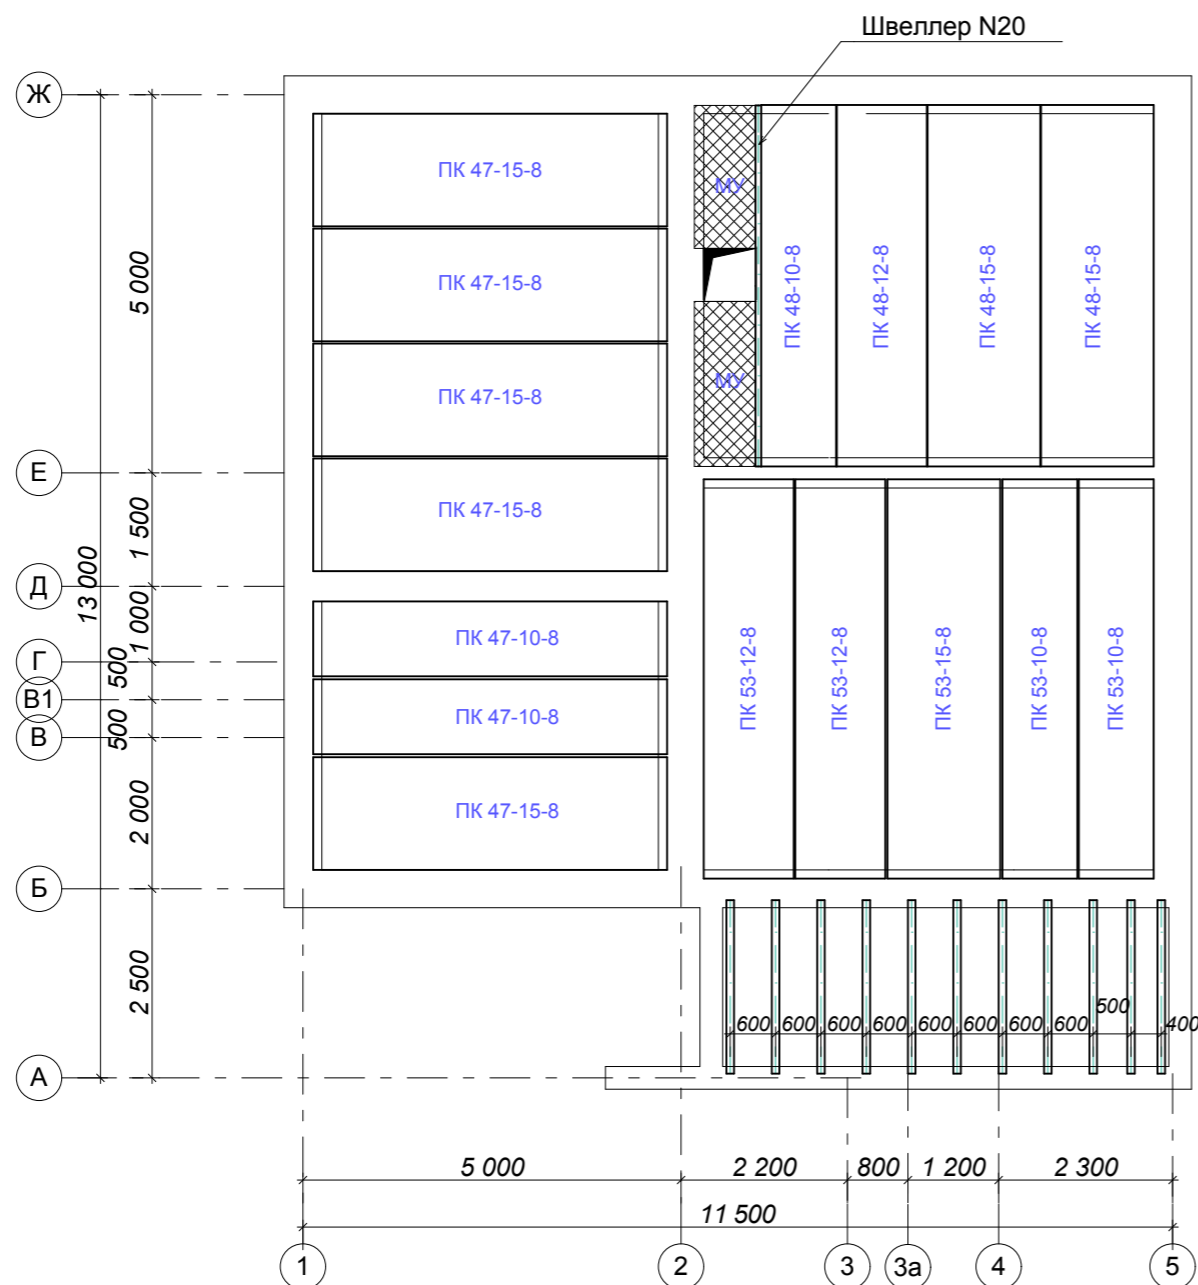 Швеллер N20
Ж
Е
Д
Г
В1
В
Б
А
13 000
5 000
1 500
1 000
500
500
2 000
2 500
ПК 47-15-8
ПК 47-15-8
ПК 47-15-8
ПК 47-15-8
ПК 47-10-8
ПК 47-10-8
ПК 47-15-8
МУ
МУ
ПК 48-10-8
ПК 48-12-8
ПК 48-15-8
ПК 48-15-8
ПК 53-12-8
ПК 53-12-8
ПК 53-15-8
ПК 53-10-8
ПК 53-10-8
600
600
600
600
600
600
600
600
500
400
5 000
2 200
800
1 200
2 300
11 500
1
2
3
3а
4
5